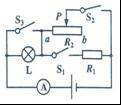 S₃ P S₂
a b
R₂
L S₁ R₁
A